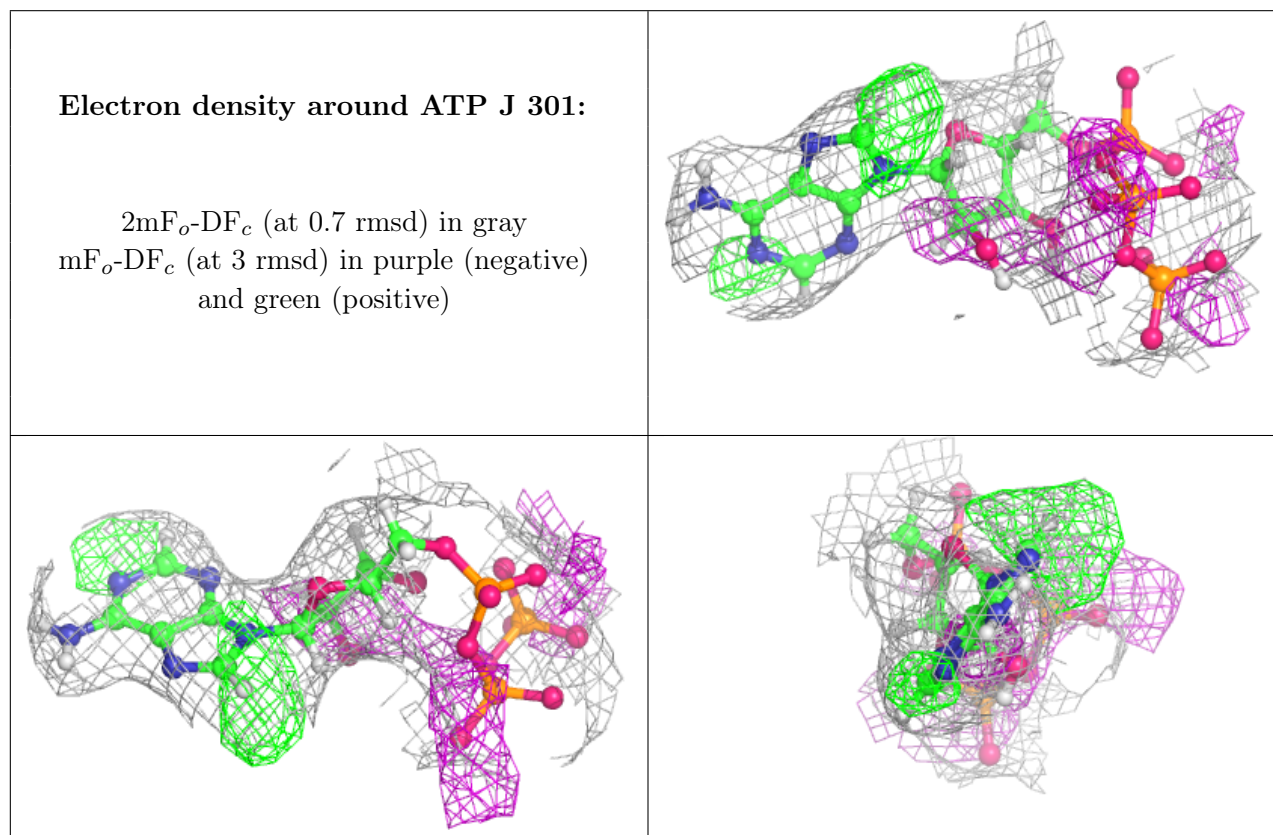 Electron density around ATP J 301:
2mFo-DFc (at 0.7 rmsd) in gray
mFo-DFc (at 3 rmsd) in purple (negative)
and green (positive)